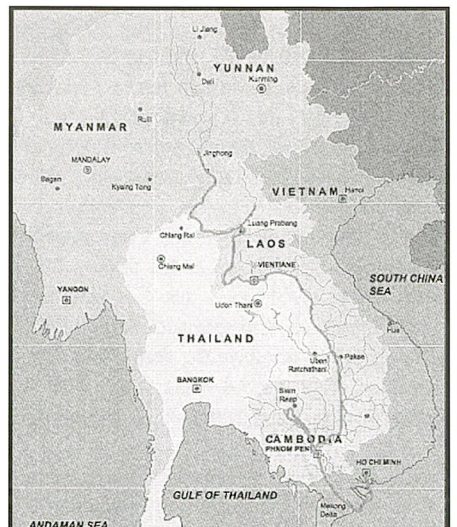 Li Jiang
YUNNAN
Dali
Kunming
MYANMAR
Ruili
Jinghong
MANDALAY
Bagan
Kyaing Tong
VIETNAM
Hanoi
Luang Prabang
Chiang Rai
LAOS
Chiang Mai
VIENTIANE
SOUTH CHINA
SEA
YANGON
Udon Thani
Hue
THAILAND
Ubon
Ratchathani
Pakse
BANGKOK
Siem
Reap
CAMBODIA
PHNOM PEN
HO CHI MINH
GULF OF THAILAND
Mekong
Delta
ANDAMAN SEA